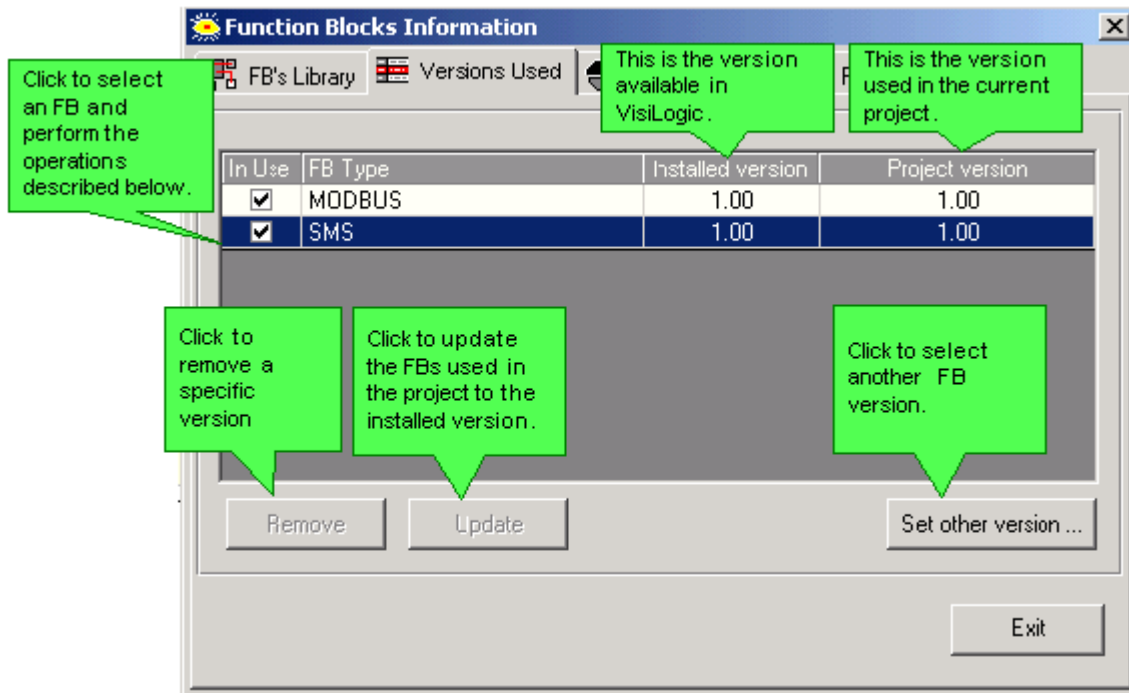 Function Blocks Information
FB's Library
Versions Used
Click to select
an FB and
perform the
operations
described below.
This is the version
available in
VisiLogic.
This is the version
used in the current
project.
In Use FB Type Installed version Project version
MODBUS 1.00 1.00
SMS 1.00 1.00
Click to
remove a
specific
version
Click to update
the FBs used in
the project to the
installed version.
Click to select
another FB
version.
Remove
Update
Set other version ...
Exit